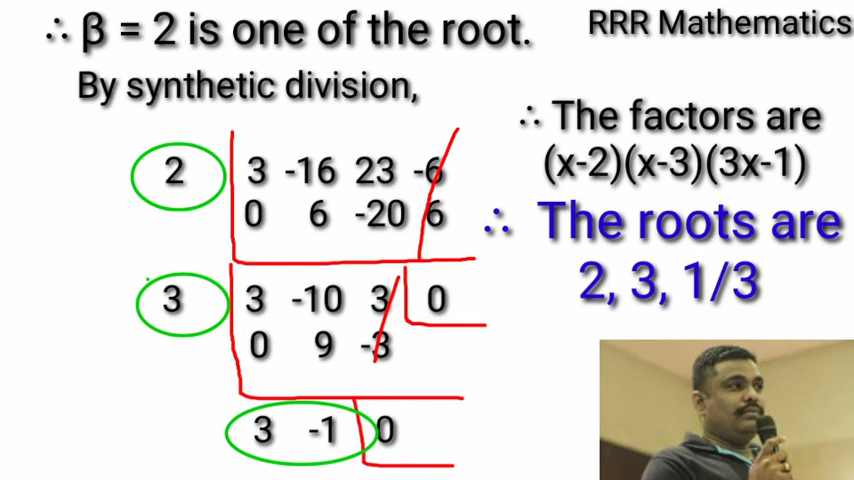 ∴ β = 2 is one of the root.
RRR Mathematics
By synthetic division,
2 3 -16 23 -6
0 6 -20 6
3 3 -10 3 0
0 9 -3
3 -1 0
∴ The factors are
(x-2)(x-3)(3x-1)
∴ The roots are
2, 3, 1/3